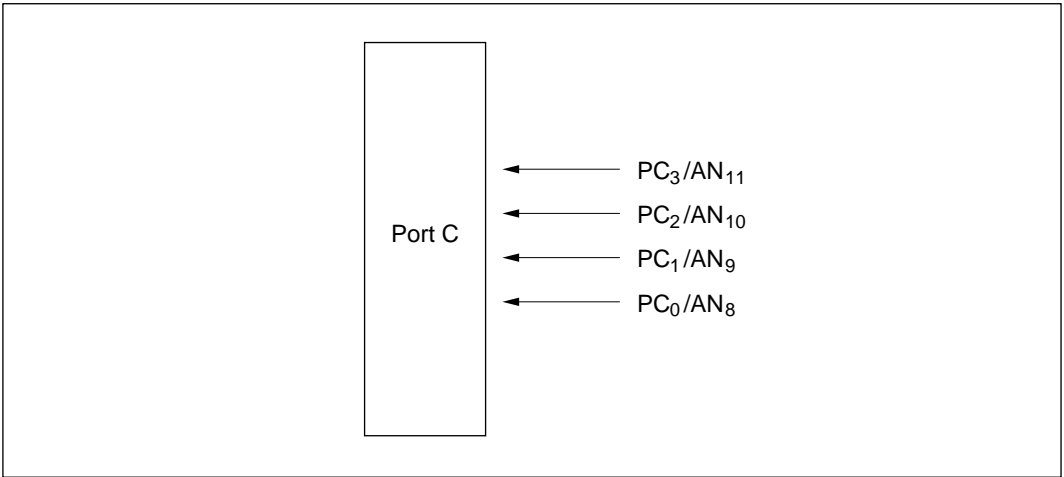 PC₃/AN₁₁
PC₂/AN₁₀
Port C
PC₁/AN₉
PC₀/AN₈